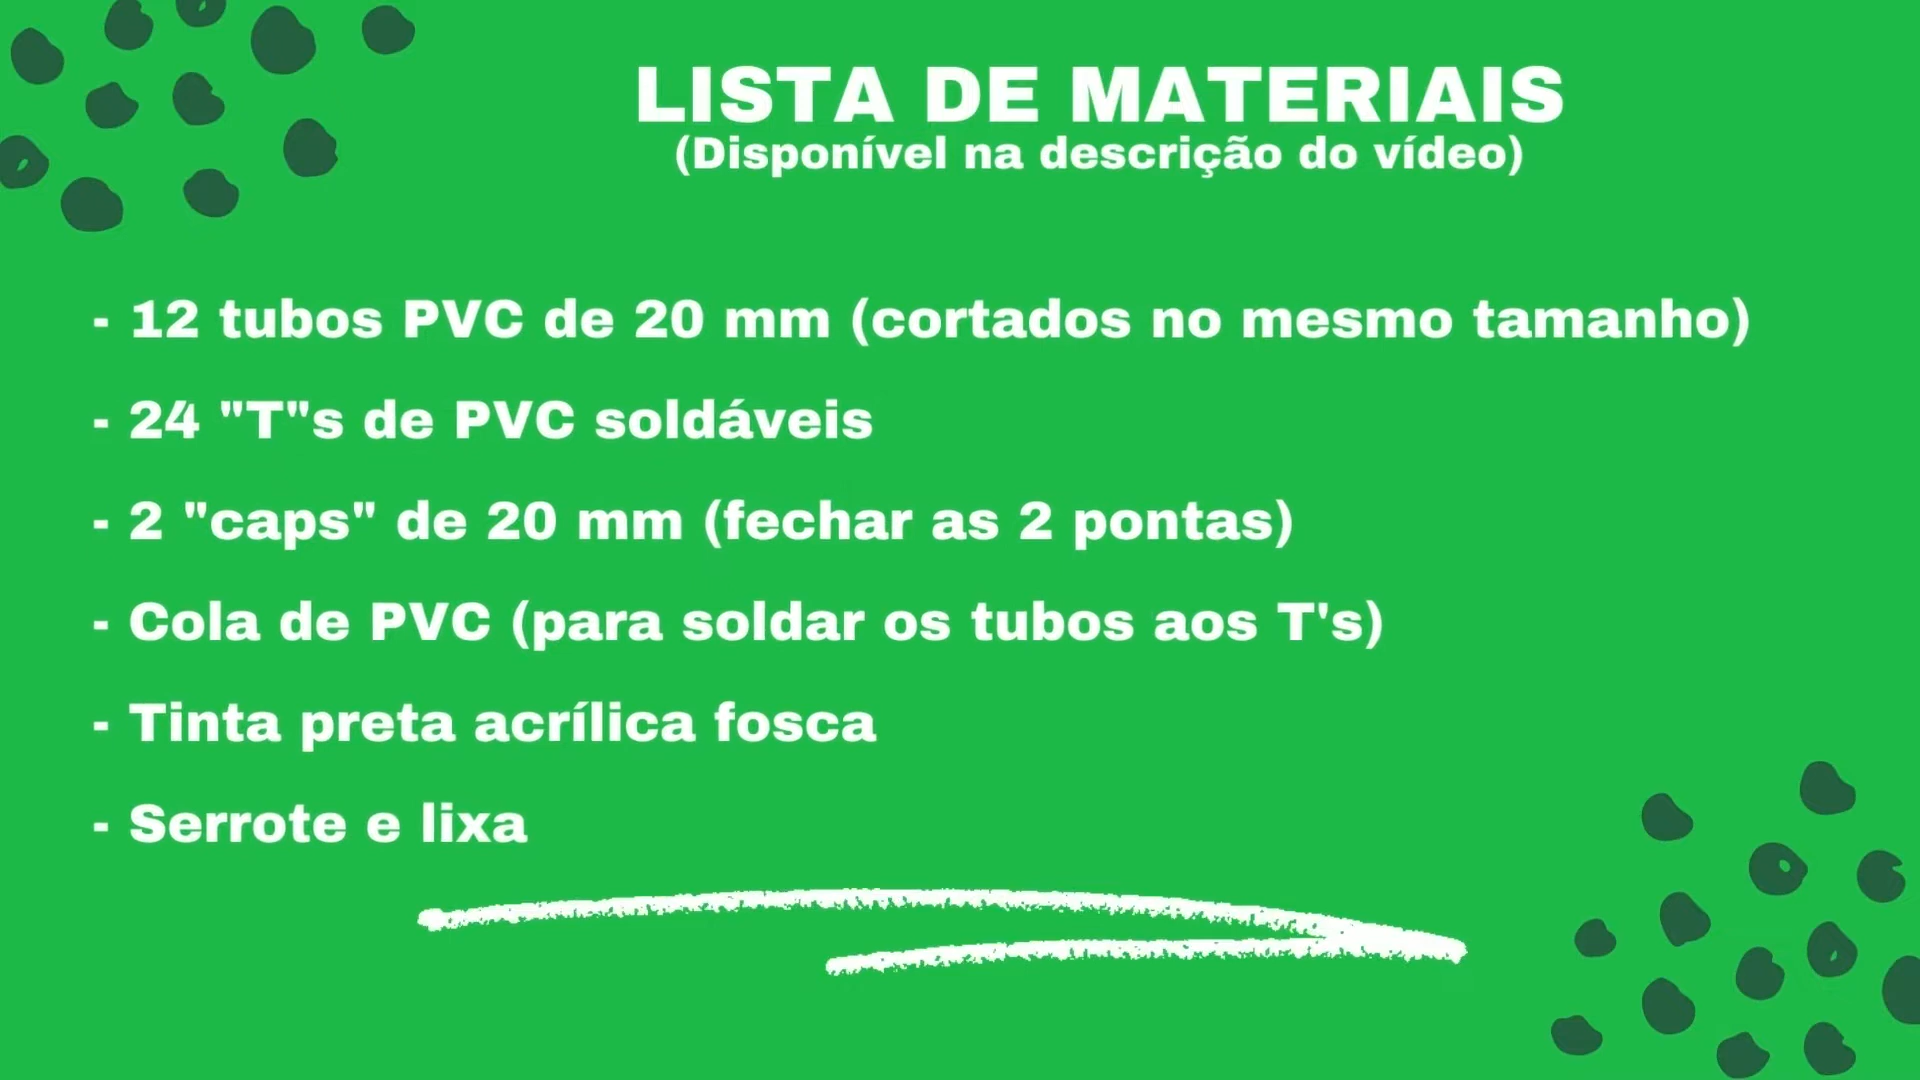 LISTA DE MATERIAIS
(Disponível na descrição do vídeo)
- 12 tubos PVC de 20 mm (cortados no mesmo tamanho)
- 24 "T"s de PVC soldáveis
- 2 "caps" de 20 mm (fechar as 2 pontas)
- Cola de PVC (para soldar os tubos aos T's)
- Tinta preta acrílica fosca
- Serrote e lixa